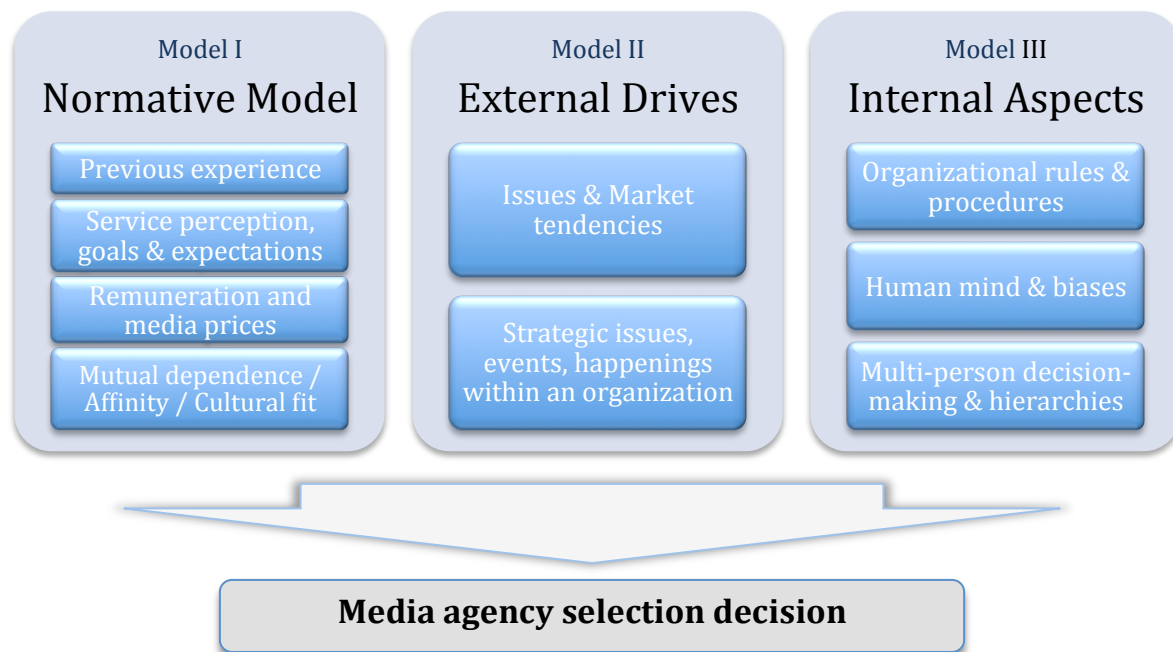 Model I
Normative Model
Previous experience
Service perception,
goals & expectations
Remuneration and
media prices
Mutual dependence /
Affinity / Cultural fit
Model II
External Drives
Issues & Market
tendencies
Strategic issues,
events, happenings
within an organization
Model III
Internal Aspects
Organizational rules &
procedures
Human mind & biases
Multi-person decision-
making & hierarchies
Media agency selection decision